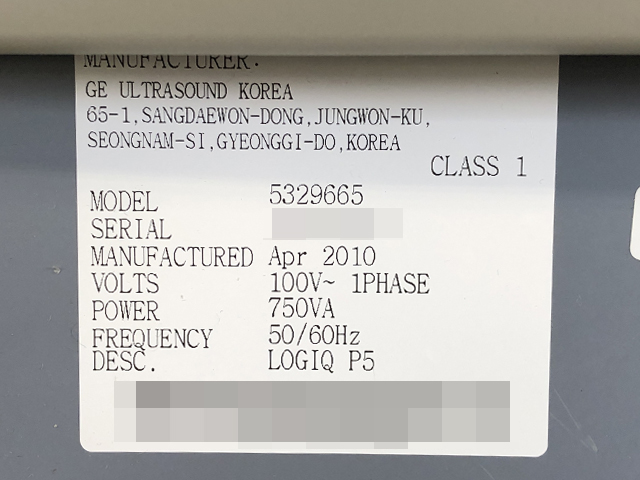 MANUFACTURER:
GE ULTRASOUND KOREA
65-1,SANGDAEWON-DONG,JUNGWON-KU,
SEONGNAM-SI,GYEONGGI-DO,KOREA
CLASS 1
MODEL 5329665
SERIAL
MANUFACTURED Apr 2010
VOLTS 100V~ 1PHASE
POWER 750VA
FREQUENCY 50/60Hz
DESC. LOGIQ P5